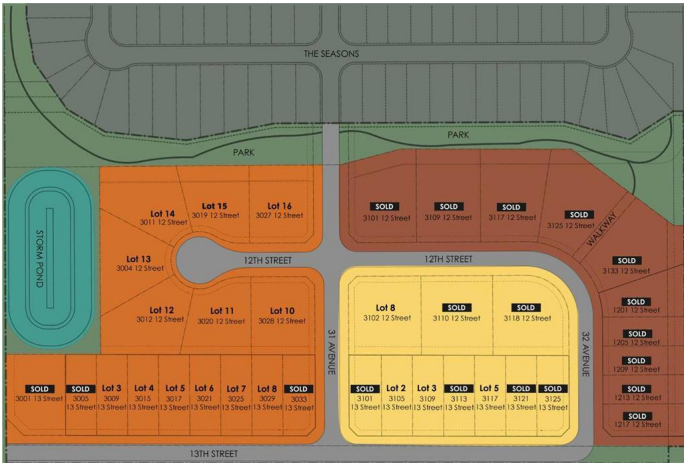 THE SEASONS
PARK
PARK
Lot 14
3011 12 Street
Lot 15
3019 12 Street
Lot 16
3027 12 Street
SOLD
3101 12 Street
SOLD
3109 12 Street
SOLD
3117 12 Street
SOLD
3125 12 Street
WALKWAY
STORM POND
Lot 13
3004 12 Street
12TH STREET
12TH STREET
SOLD
3133 12 Street
Lot 12
3012 12 Street
Lot 11
3020 12 Street
Lot 10
3028 12 Street
31 AVENUE
Lot 8
3102 12 Street
SOLD
3110 12 Street
SOLD
3118 12 Street
32 AVENUE
SOLD
1201 12 Street
SOLD
1205 12 Street
SOLD
1209 12 Street
SOLD
1213 12 Street
SOLD
1217 12 Street
SOLD
3001 13 Street
SOLD
3005
13 Street
Lot 3
3009
13 Street
Lot 4
3015
13 Street
Lot 5
3017
13 Street
Lot 6
3021
13 Street
Lot 7
3025
13 Street
Lot 8
3029
13 Street
SOLD
3033
13 Street
SOLD
3101
13 Street
Lot 2
3105
13 Street
Lot 3
3109
13 Street
SOLD
3113
13 Street
Lot 5
3117
13 Street
SOLD
3121
13 Street
SOLD
3125
13 Street
13TH STREET